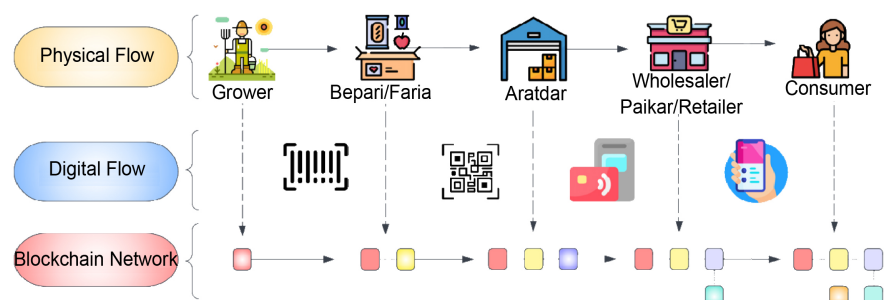 Physical Flow
Grower
Bepari/Faria
Aratdar
Wholesaler/
Paikar/Retailer
Consumer
Digital Flow
Blockchain Network